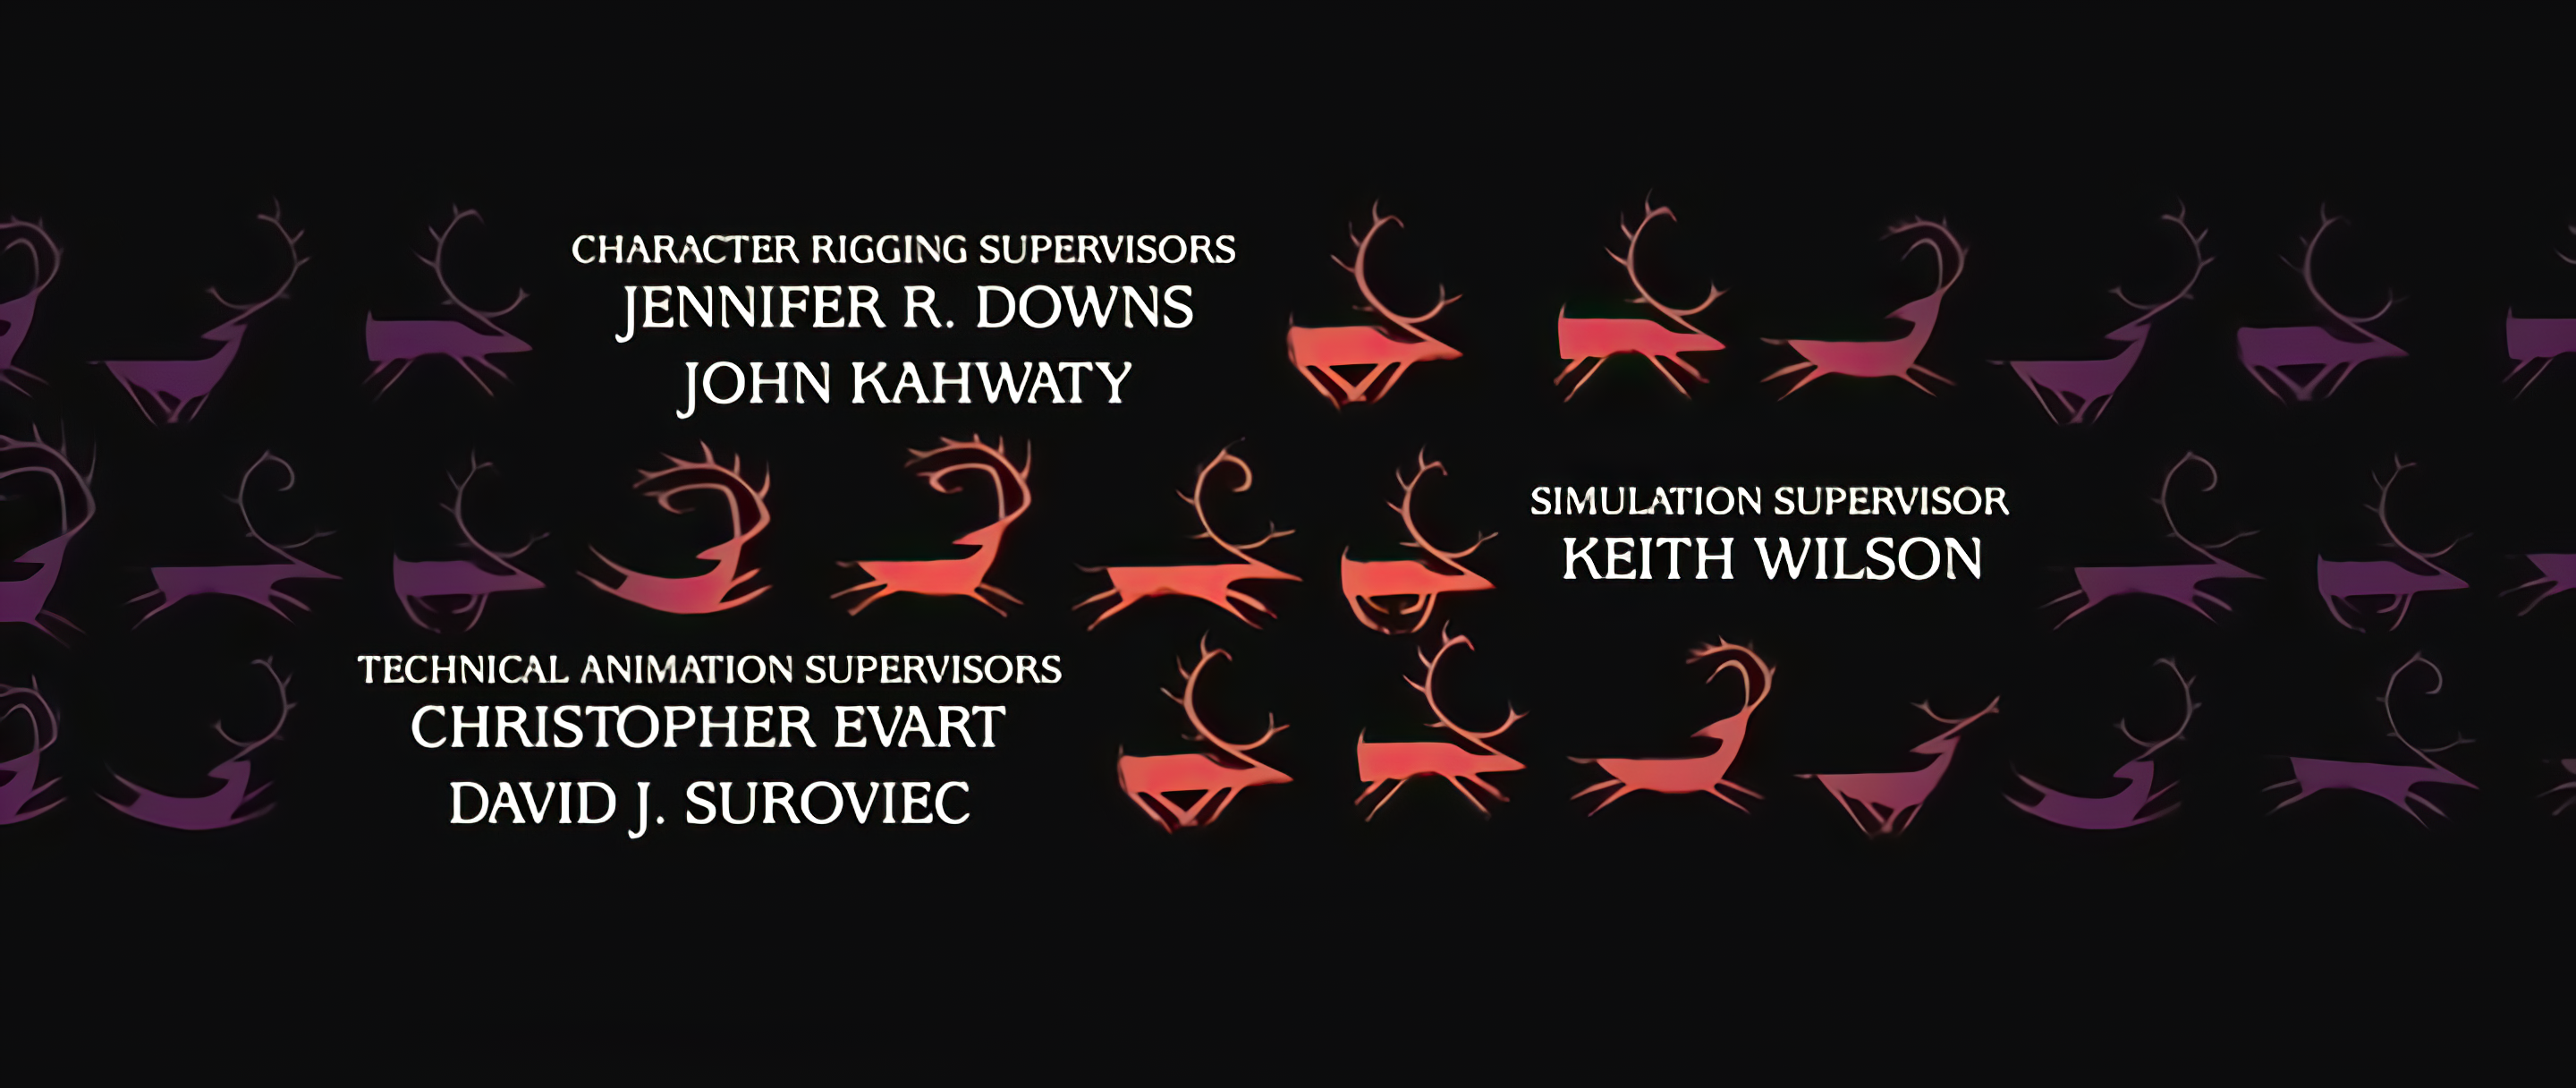 CHARACTER RIGGING SUPERVISORS
JENNIFER R. DOWNS
JOHN KAHWATY
SIMULATION SUPERVISOR
KEITH WILSON
TECHNICAL ANIMATION SUPERVISORS
CHRISTOPHER EVART
DAVID J. SUROVIEC